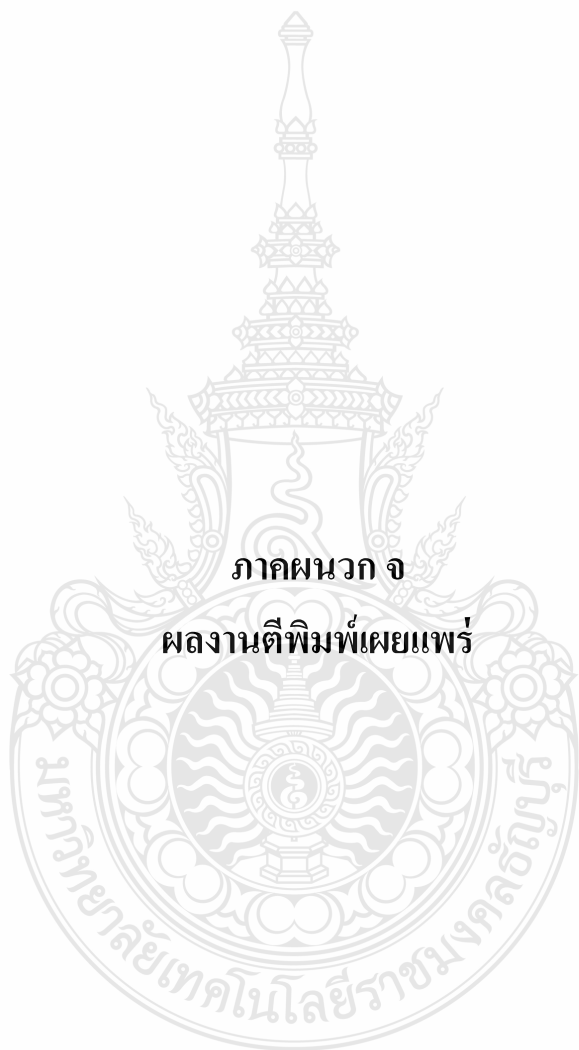 ภาคผนวก จ
ผลงานตีพิมพ์เผยแพร่
มหาวิทยาลัยเทคโนโลยีราชมงคลธัญบุรี